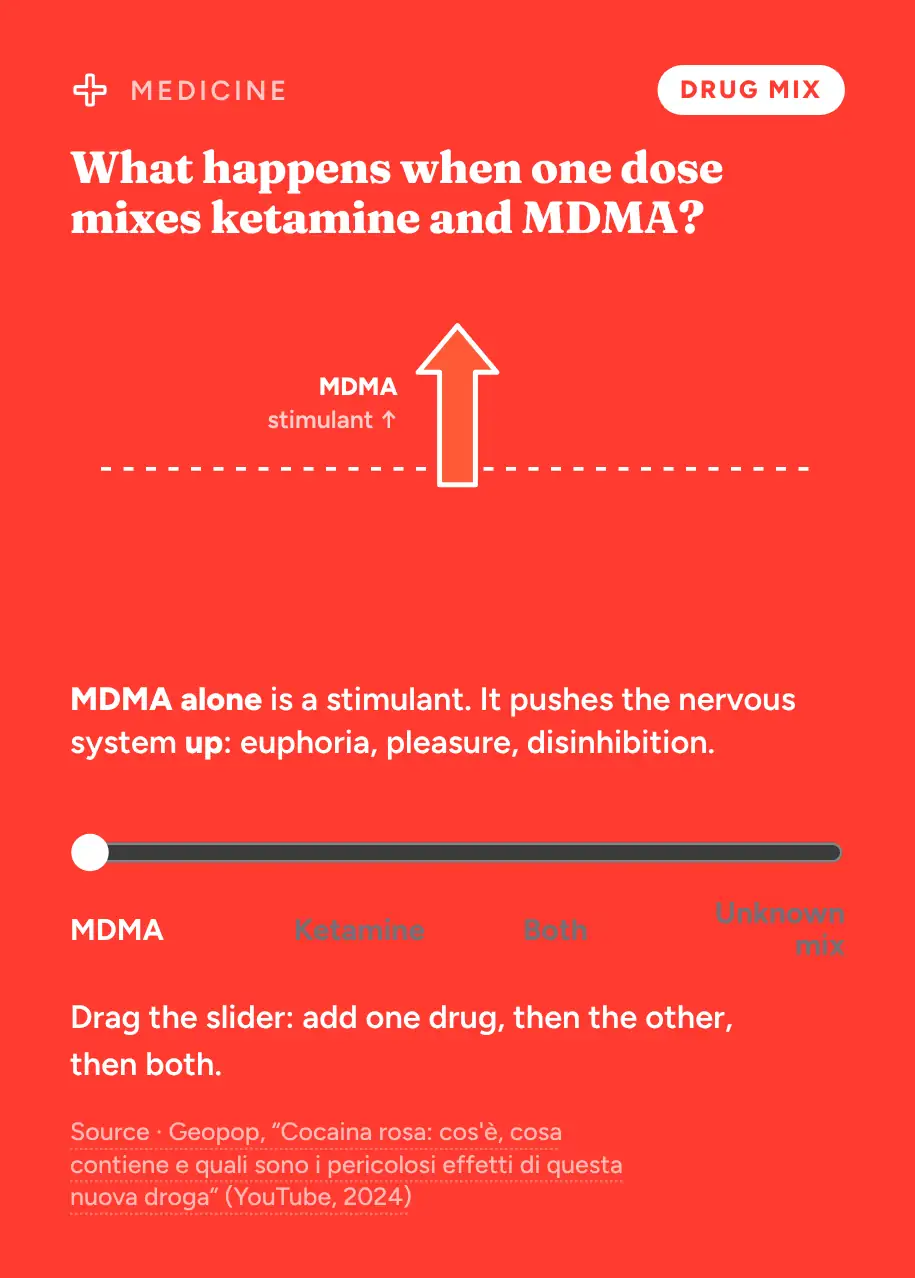 MEDICINE
DRUG MIX
What happens when one dose
mixes ketamine and MDMA?
MDMA
stimulant ↑
MDMA alone is a stimulant. It pushes the nervous
system up: euphoria, pleasure, disinhibition.
MDMA
Ketamine
Both
Unknown
mix
Drag the slider: add one drug, then the other,
then both.
Source · Geopop, “Cocaina rosa: cos'è, cosa
contiene e quali sono i pericolosi effetti di questa
nuova droga” (YouTube, 2024)